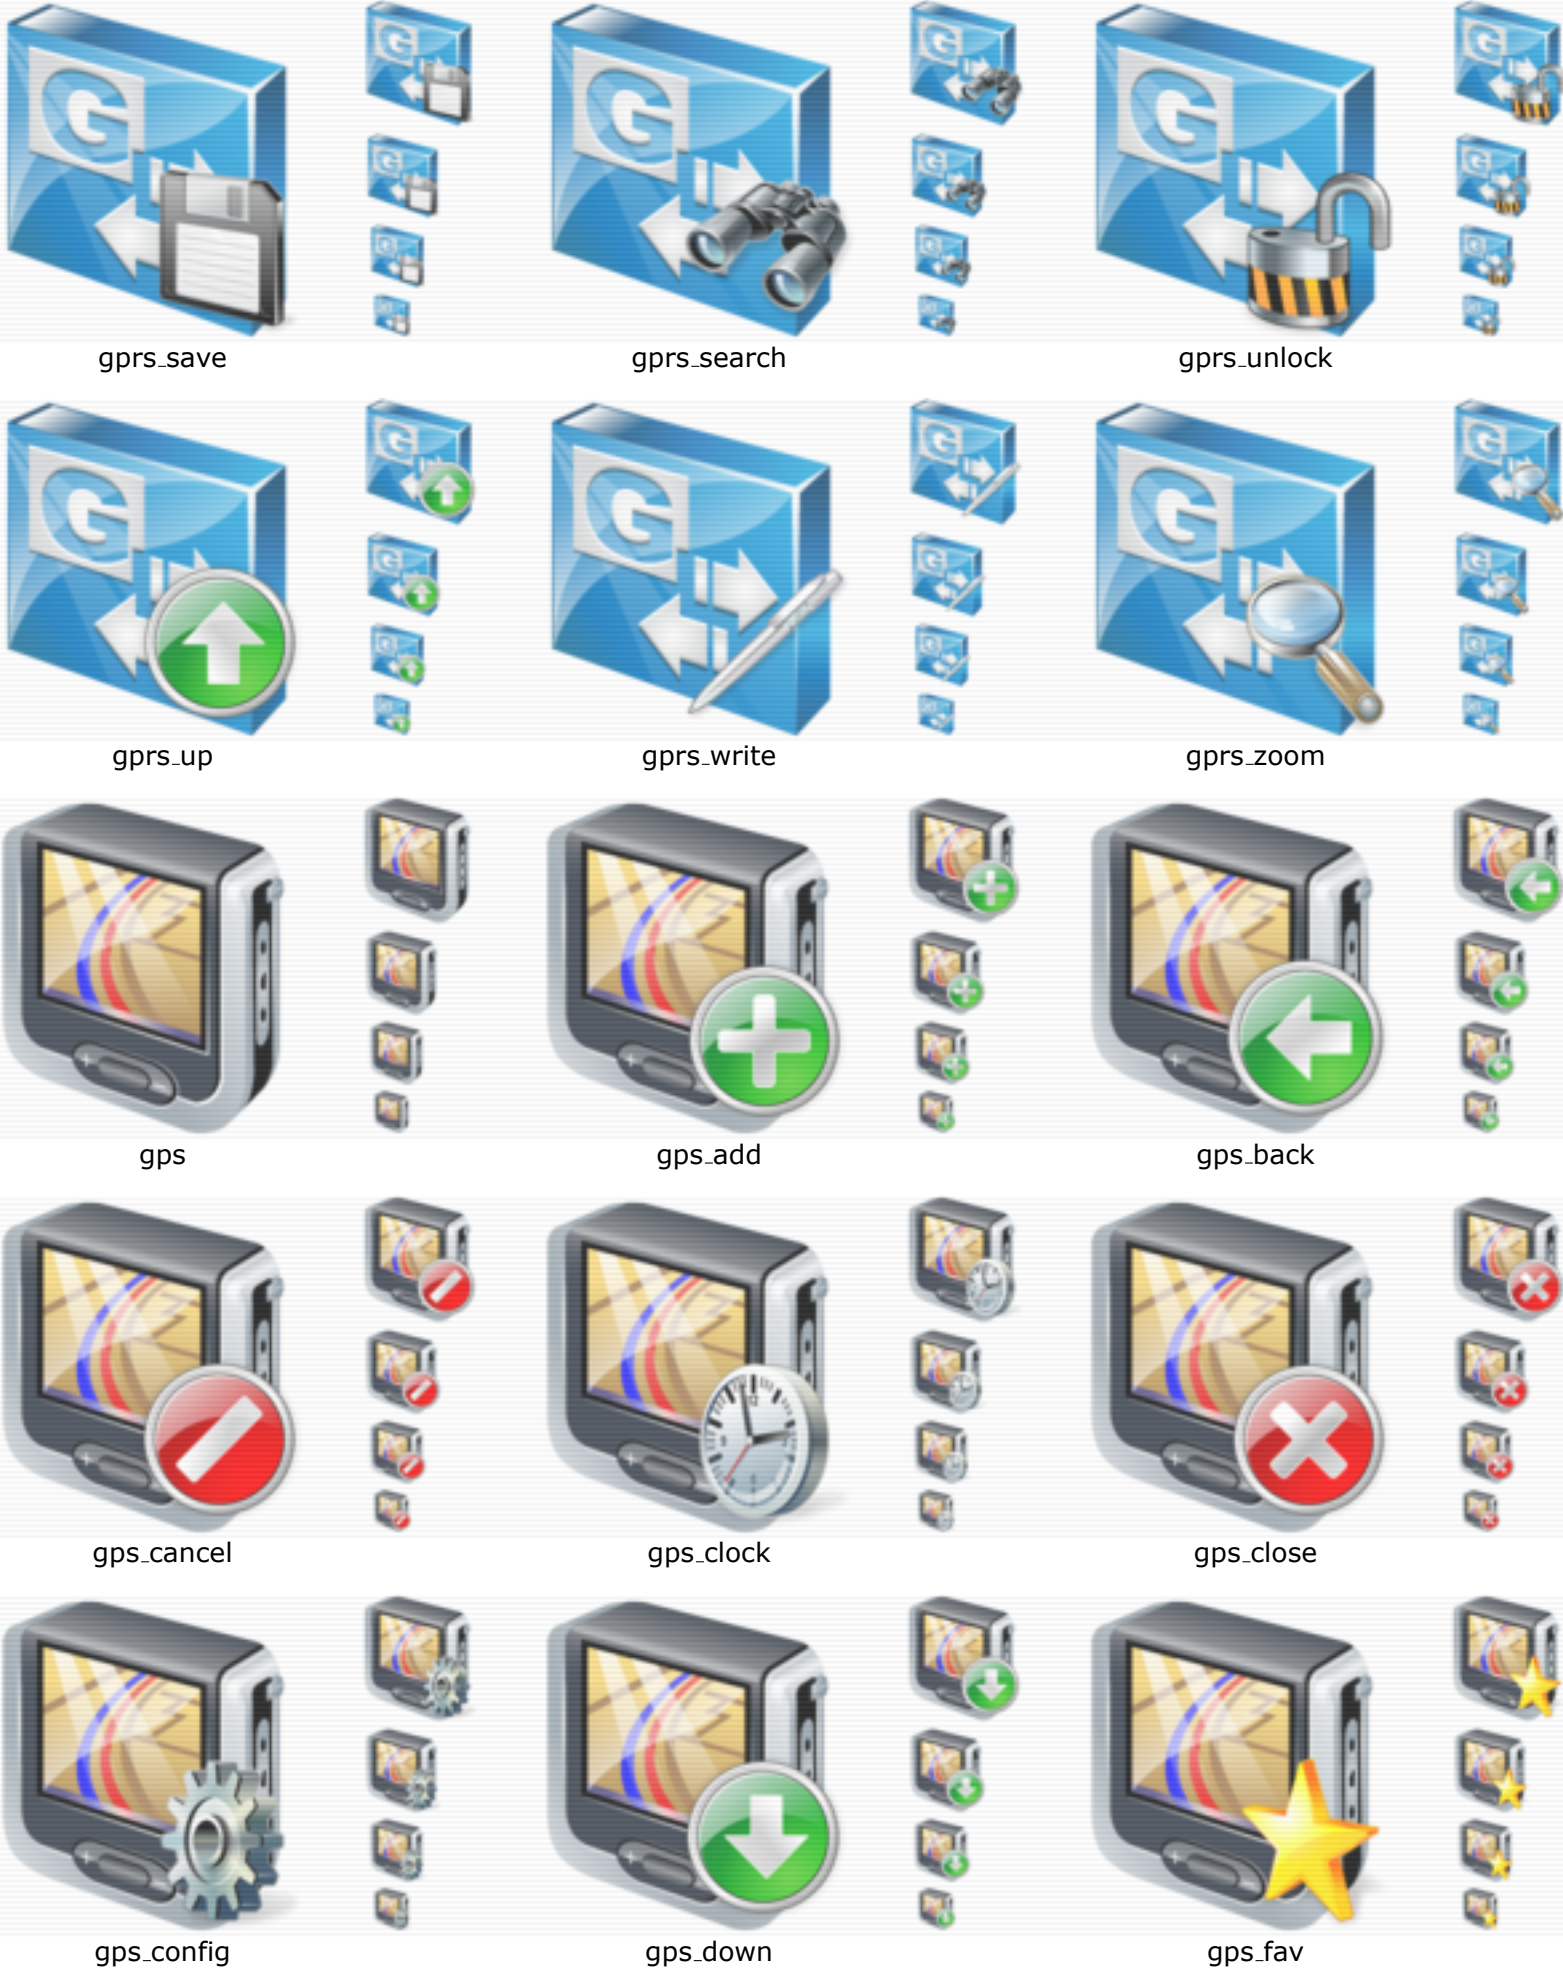 G G G
gprs_save gprs_search gprs_unlock
G G G
gprs_up gprs_write gprs_zoom
gps gps_add gps_back
gps_cancel gps_clock gps_close
gps_config gps_down gps_fav